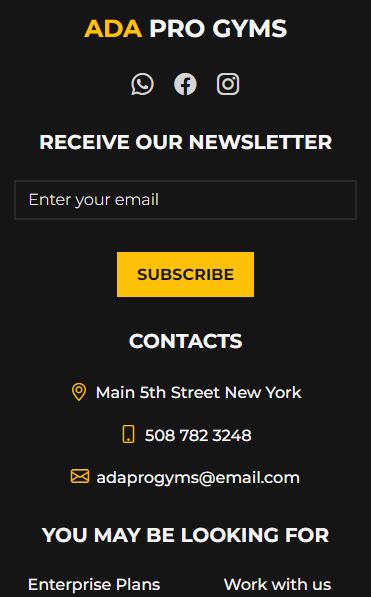 ADA PRO GYMS
RECEIVE OUR NEWSLETTER
Enter your email
SUBSCRIBE
CONTACTS
Main 5th Street New York
508 782 3248
adaprogyms@email.com
YOU MAY BE LOOKING FOR
Enterprise Plans Work with us